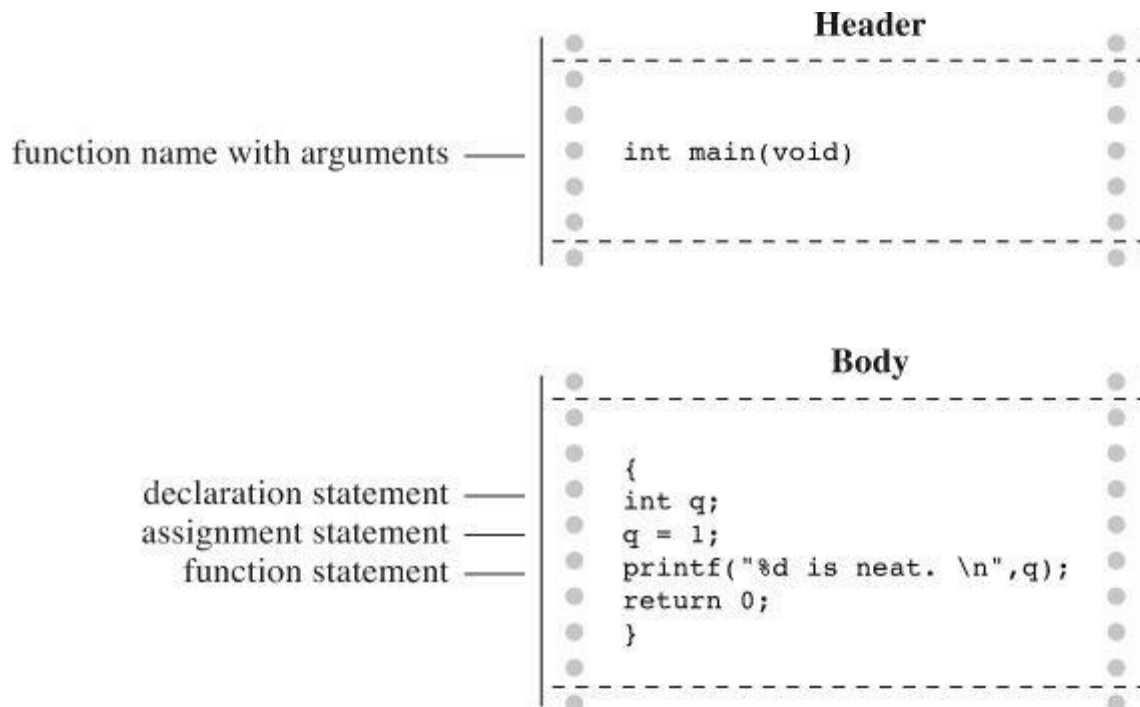 Header
function name with arguments
int main(void)
Body
{
declaration statement
int q;
assignment statement
q = 1;
function statement
printf("%d is neat. \n",q);
return 0;
}